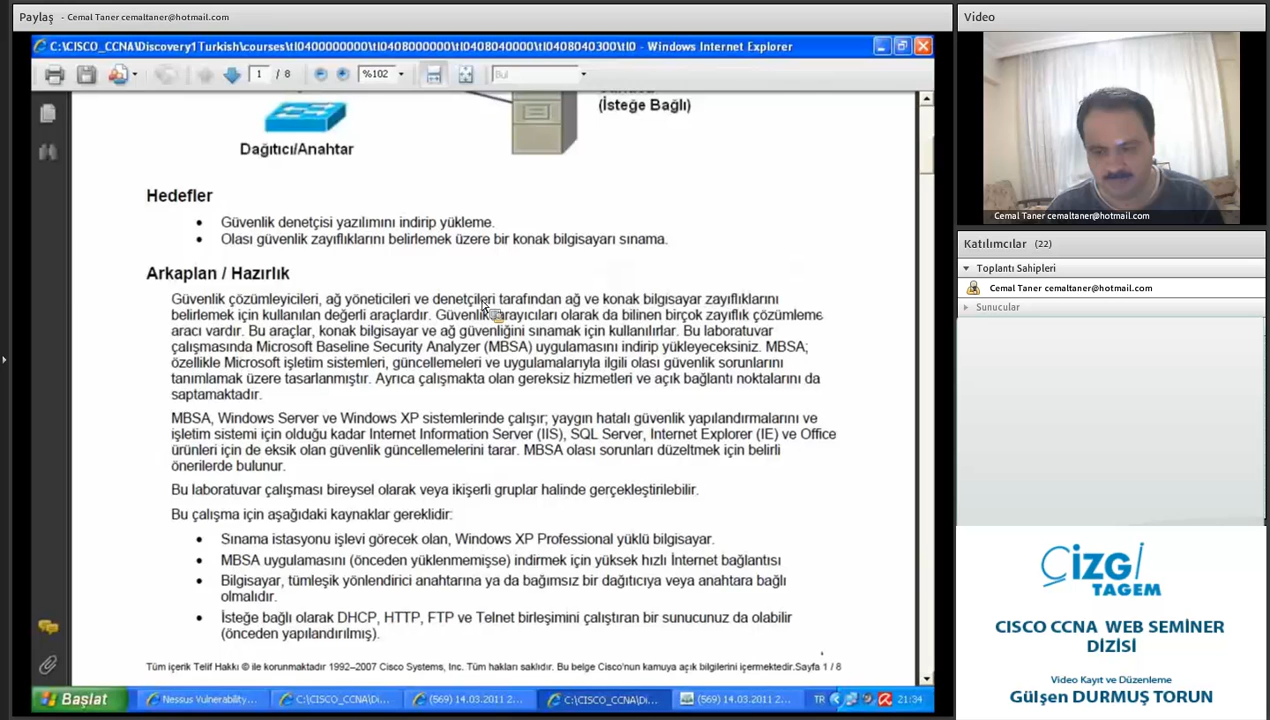 Paylaş - Cemal Taner cemaltaner@hotmail.com
Video
C:\CISCO_CCNA\Discovery1Turkish\courses\tl0400000000\tl0408000000\tl0408040000\tl0408040300\tl0 - Windows Internet Explorer
1 / 8 %102 Bul
(İsteğe Bağlı)
Dağıtıcı/Anahtar
Hedefler
• Güvenlik denetçisi yazılımını indirip yükleme.
• Olası güvenlik zayıflıklarını belirlemek üzere bir konak bilgisayarı sınama.
Arkaplan / Hazırlık
Güvenlik çözümleyicileri, ağ yöneticileri ve denetçileri tarafından ağ ve konak bilgisayar zayıflıklarını
belirlemek için kullanılan değerli araçlardır. Güvenlik arayıcıları olarak da bilinen birçok zayıflık çözümleme
aracı vardır. Bu araçlar, konak bilgisayar ve ağ güvenliğini sınamak için kullanılırlar. Bu laboratuvar
çalışmasında Microsoft Baseline Security Analyzer (MBSA) uygulamasını indirip yükleyeceksiniz. MBSA;
özellikle Microsoft işletim sistemleri, güncellemeleri ve uygulamalarıyla ilgili olası güvenlik sorunlarını
tanımlamak üzere tasarlanmıştır. Ayrıca çalışmakta olan gereksiz hizmetleri ve açık bağlantı noktalarını da
saptamaktadır.
MBSA, Windows Server ve Windows XP sistemlerinde çalışır; yaygın hatalı güvenlik yapılandırmalarını ve
işletim sistemi için olduğu kadar Internet Information Server (IIS), SQL Server, Internet Explorer (IE) ve Office
ürünleri için de eksik olan güvenlik güncellemelerini tarar. MBSA olası sorunları düzeltmek için belirli
önerilerde bulunur.
Bu laboratuvar çalışması bireysel olarak veya ikişerli gruplar halinde gerçekleştirilebilir.
Bu çalışma için aşağıdaki kaynaklar gereklidir:
• Sınama istasyonu işlevi görecek olan, Windows XP Professional yüklü bilgisayar.
• MBSA uygulamasını (önceden yüklenmemişse) indirmek için yüksek hızlı İnternet bağlantısı
• Bilgisayar, tümleşik yönlendirici anahtarına ya da bağımsız bir dağıtıcıya veya anahtara bağlı
olmalıdır.
• İsteğe bağlı olarak DHCP, HTTP, FTP ve Telnet birleşimini çalıştıran bir sunucunuz da olabilir
(önceden yapılandırılmış).
Tüm içerik Telif Hakkı © ile korunmaktadır 1992–2007 Cisco Systems, Inc. Tüm hakları saklıdır. Bu belge Cisco'nun kamuya açık bilgilerini içermektedir.Sayfa 1 / 8
Başlat
Nessus Vulnerability...
C:\CISCO_CCNA\Di...
(569) 14.03.2011 2...
C:\CISCO_CCNA\Di...
(569) 14.03.2011 2...
TR
21:34
Cemal Taner cemaltaner@hotmail.com
Katılımcılar (22)
Toplantı Sahipleri
Cemal Taner cemaltaner@hotmail.com
Sunucular
ÇİZGİ
TAGEM
CISCO CCNA WEB SEMİNER
DİZİSİ
Video Kayıt ve Düzenleme
Gülşen DURMUŞ TORUN